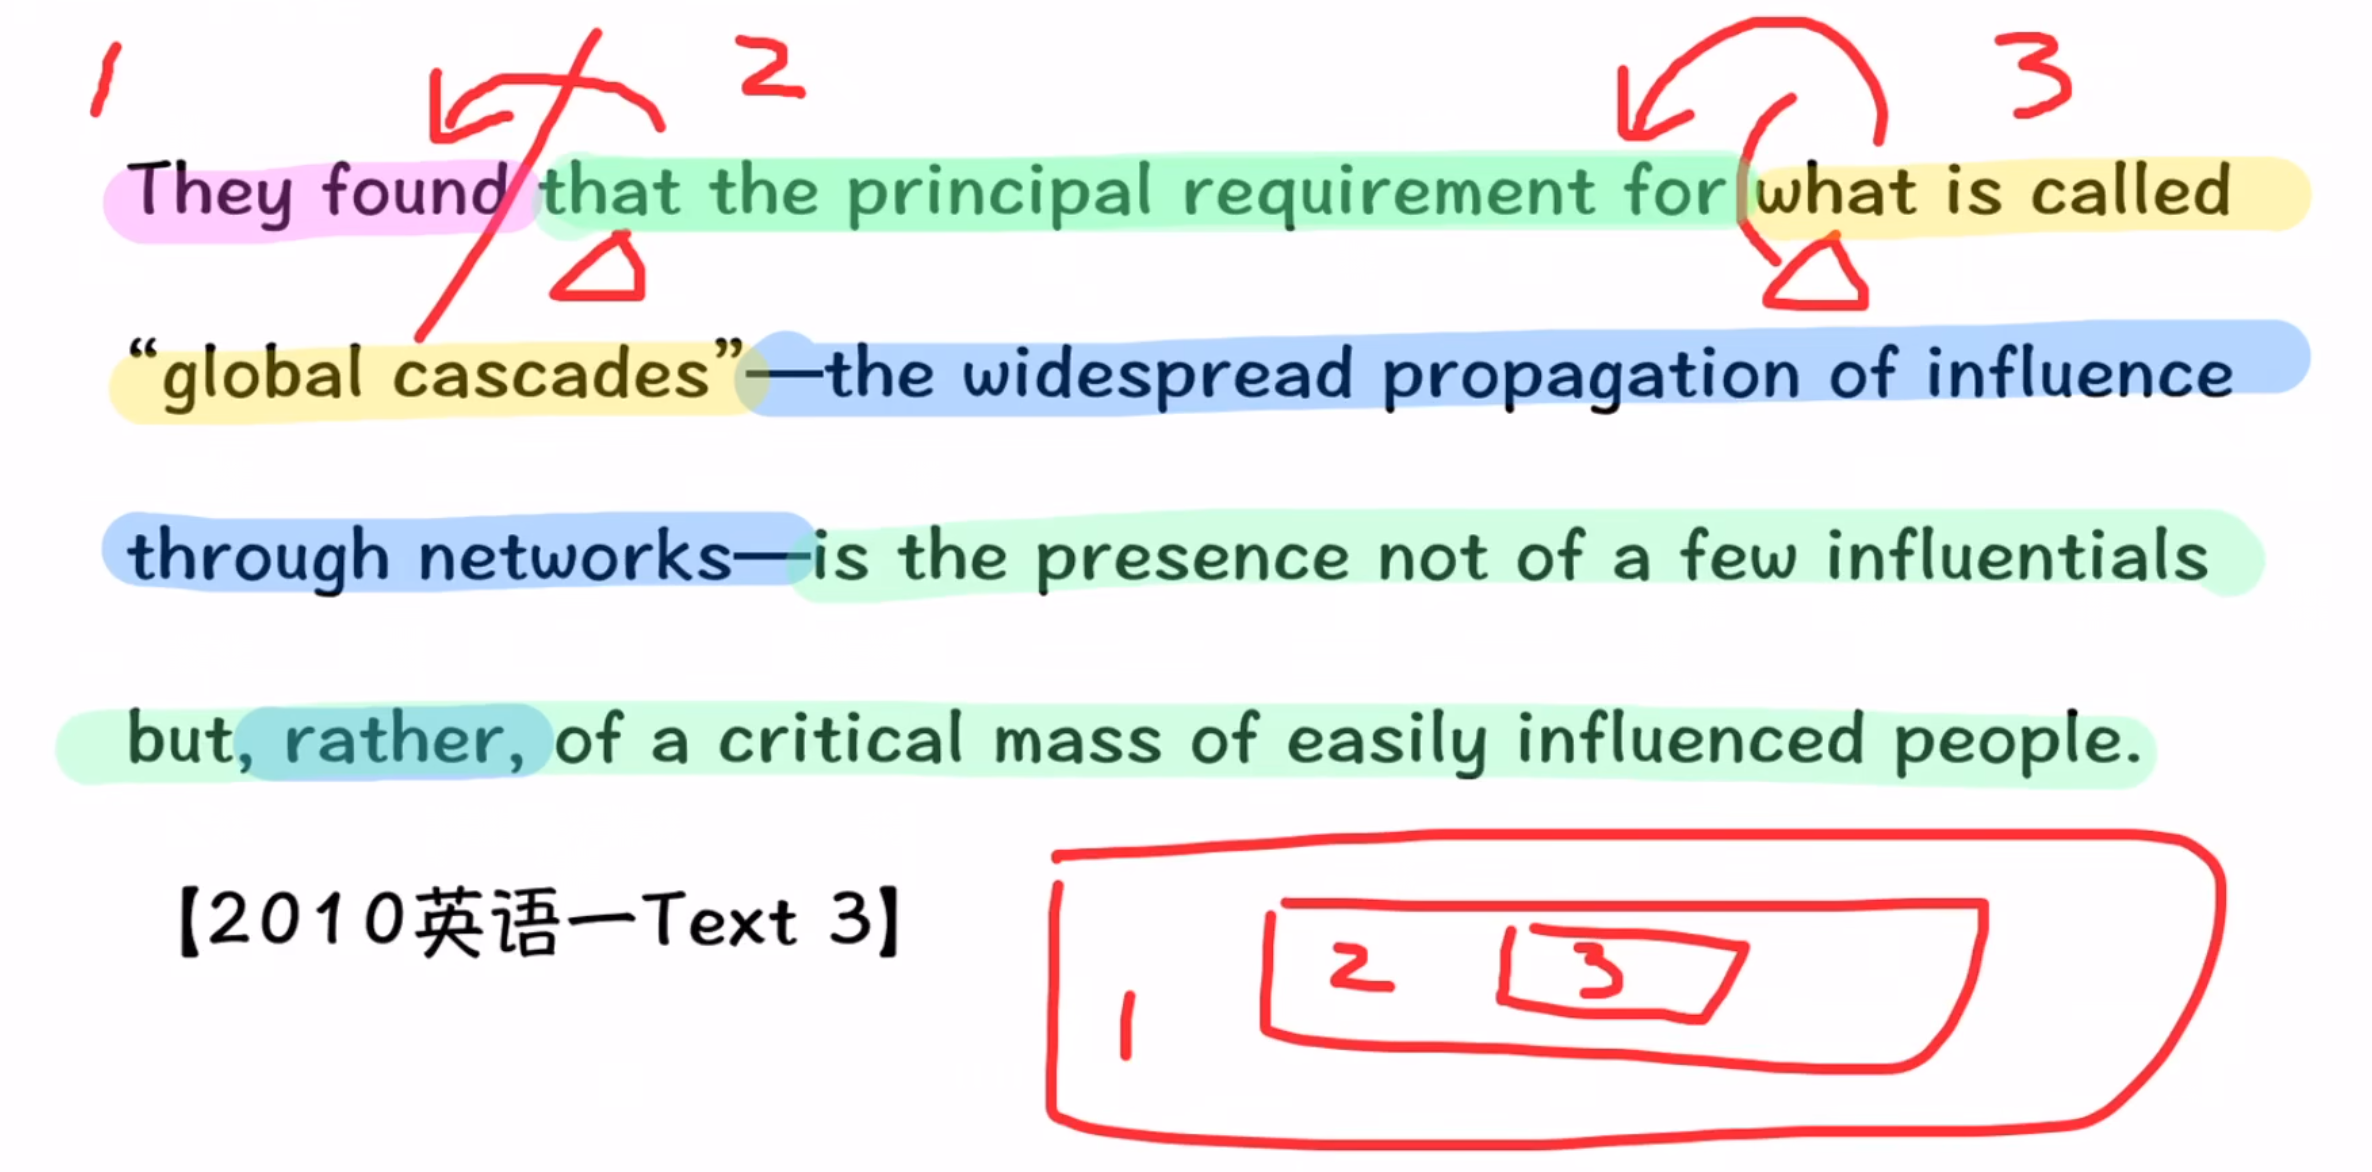 1 2 3
They found that the principal requirement for what is called
“global cascades”—the widespread propagation of influence
through networks—is the presence not of a few influentials
but, rather, of a critical mass of easily influenced people.
【2010英语一Text 3】
1 2 3